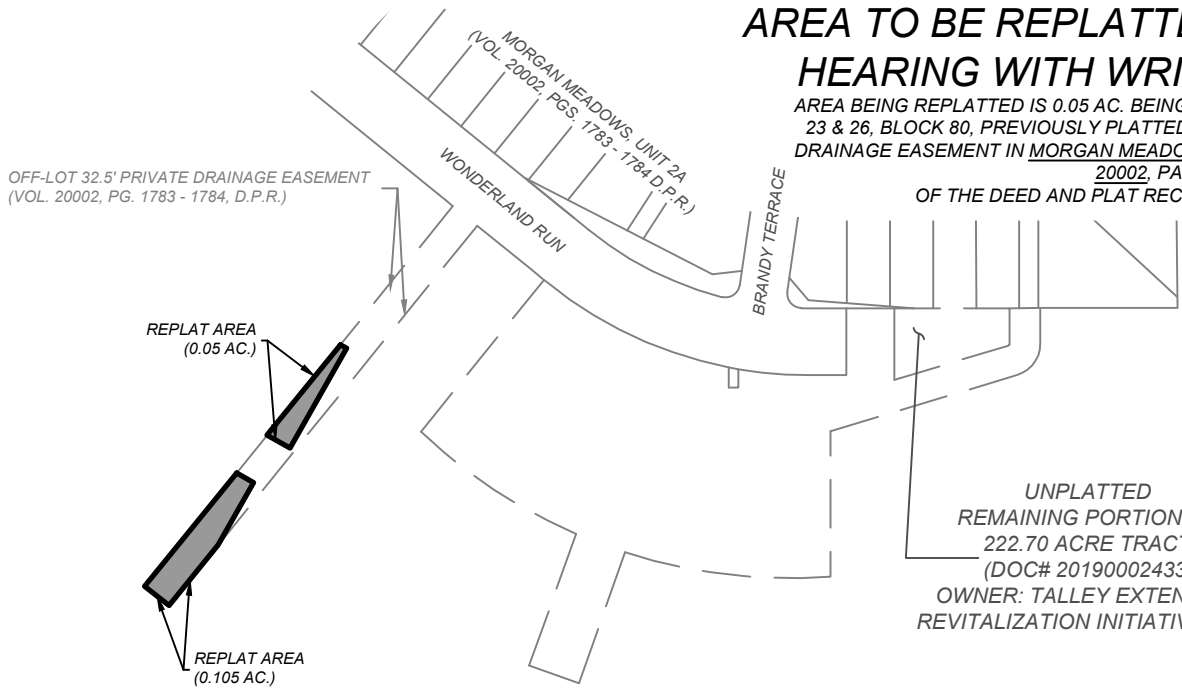 AREA TO BE REPLATTE
HEARING WITH WRI
AREA BEING REPLATTED IS 0.05 AC. BEING
23 & 26, BLOCK 80, PREVIOUSLY PLATTED
DRAINAGE EASEMENT IN MORGAN MEADO
20002, PA
OF THE DEED AND PLAT REC
MORGAN MEADOWS, UNIT 2A
(VOL. 20002, PGS. 1783 - 1784 D.P.R.)
WONDERLAND RUN
BRANDY TERRACE
OFF-LOT 32.5' PRIVATE DRAINAGE EASEMENT
(VOL. 20002, PG. 1783 - 1784, D.P.R.)
REPLAT AREA
(0.05 AC.)
UNPLATTED
REMAINING PORTION
222.70 ACRE TRACT
(DOC# 20190002433
OWNER: TALLEY EXTEN
REVITALIZATION INITIATIV
REPLAT AREA
(0.105 AC.)